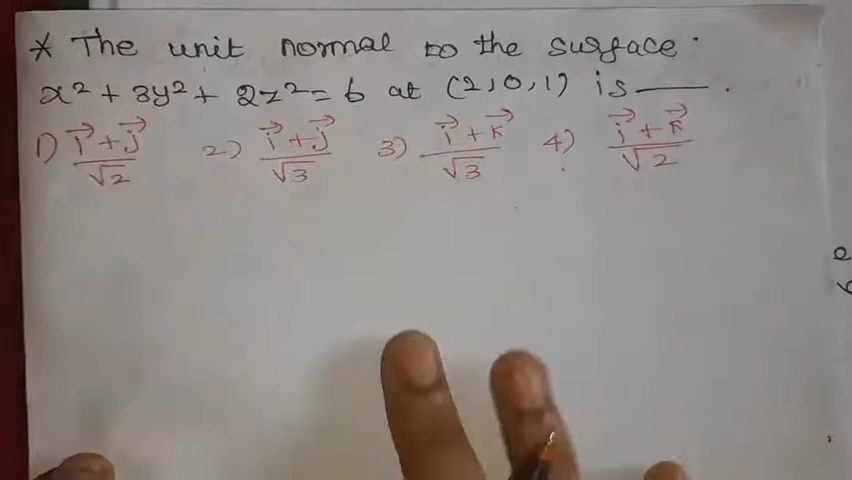 * The unit normal to the surface
x² + 3y² + 2z² = 6 at (2,0,1) is ____.
1) (i⃗ + j⃗)/√2 2) (i⃗ + j⃗)/√3 3) (i⃗ + k⃗)/√3 4) (i⃗ + k⃗)/√2